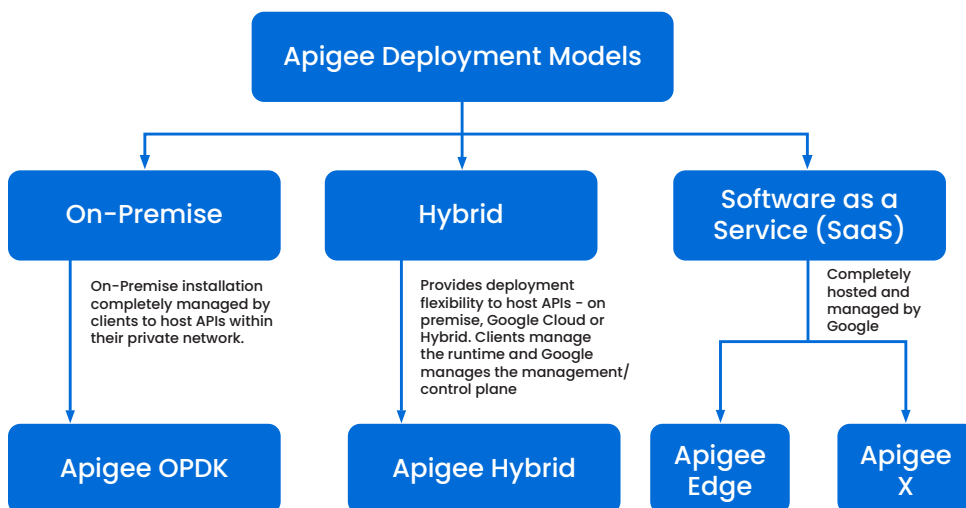 Apigee Deployment Models
On-Premise
Hybrid
Software as a
Service (SaaS)
On-Premise installation
completely managed by
clients to host APIs within
their private network.
Provides deployment
flexibility to host APIs - on
premise, Google Cloud or
Hybrid. Clients manage
the runtime and Google
manages the management/
control plane
Completely
hosted and
managed by
Google
Apigee OPDK
Apigee Hybrid
Apigee
Edge
Apigee
X